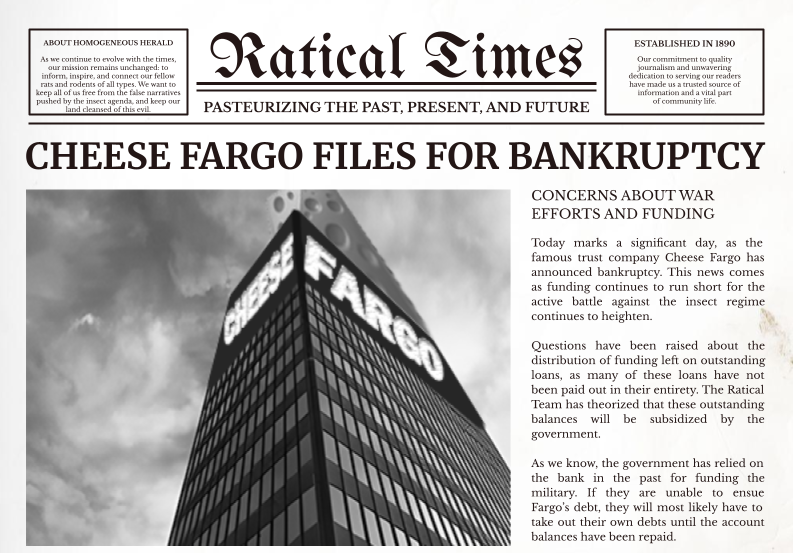 ABOUT HOMOGENEOUS HERALD
As we continue to evolve with the times,
our mission remains unchanged: to
inform, inspire, and connect our fellow
rats and rodents of all types. We want to
keep all of us free from the false narratives
pushed by the insect agenda, and keep our
land cleansed of this evil.
Ratical Times
PASTEURIZING THE PAST, PRESENT, AND FUTURE
ESTABLISHED IN 1890
Our commitment to quality
journalism and unwavering
dedication to serving our readers
have made us a trusted source of
information and a vital part
of community life.
CHEESE FARGO FILES FOR BANKRUPTCY
CHEESE FARGO
CONCERNS ABOUT WAR
EFFORTS AND FUNDING
Today marks a significant day, as the
famous trust company Cheese Fargo has
announced bankruptcy. This news comes
as funding continues to run short for the
active battle against the insect regime
continues to heighten.
Questions have been raised about the
distribution of funding left on outstanding
loans, as many of these loans have not
been paid out in their entirety. The Ratical
Team has theorized that these outstanding
balances will be subsidized by the
government.
As we know, the government has relied on
the bank in the past for funding the
military. If they are unable to ensue
Fargo's debt, they will most likely have to
take out their own debts until the account
balances have been repaid.